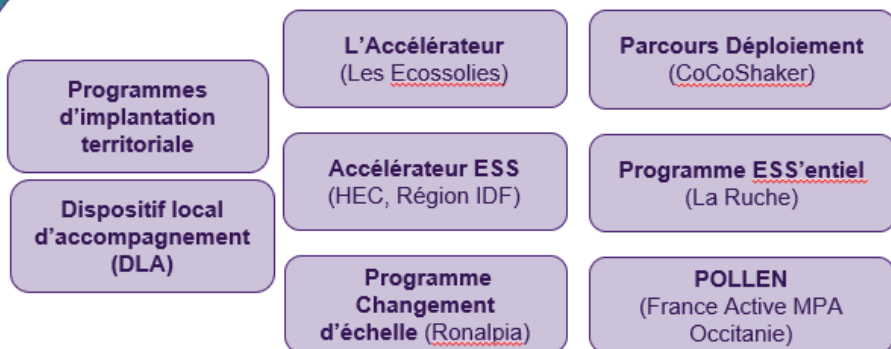 Programmes
d'implantation
territoriale
Dispositif local
d'accompagnement
(DLA)
L'Accélérateur
(Les Ecossolies)
Accélérateur ESS
(HEC, Région IDF)
Programme
Changement
d'échelle (Ronalpia)
Parcours Déploiement
(CoCoShaker)
Programme ESS'entiel
(La Ruche)
POLLEN
(France Active MPA
Occitanie)